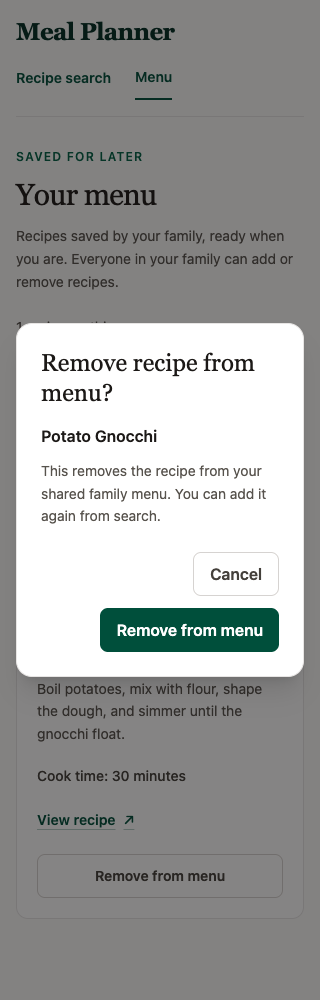 Meal Planner
Recipe search
Menu
SAVED FOR LATER
Your menu
Recipes saved by your family, ready when
you are. Everyone in your family can add or
remove recipes.
Remove recipe from
menu?
Potato Gnocchi
This removes the recipe from your
shared family menu. You can add it
again from search.
Cancel
Remove from menu
Boil potatoes, mix with flour, shape
the dough, and simmer until the
gnocchi float.
Cook time: 30 minutes
View recipe ↗
Remove from menu